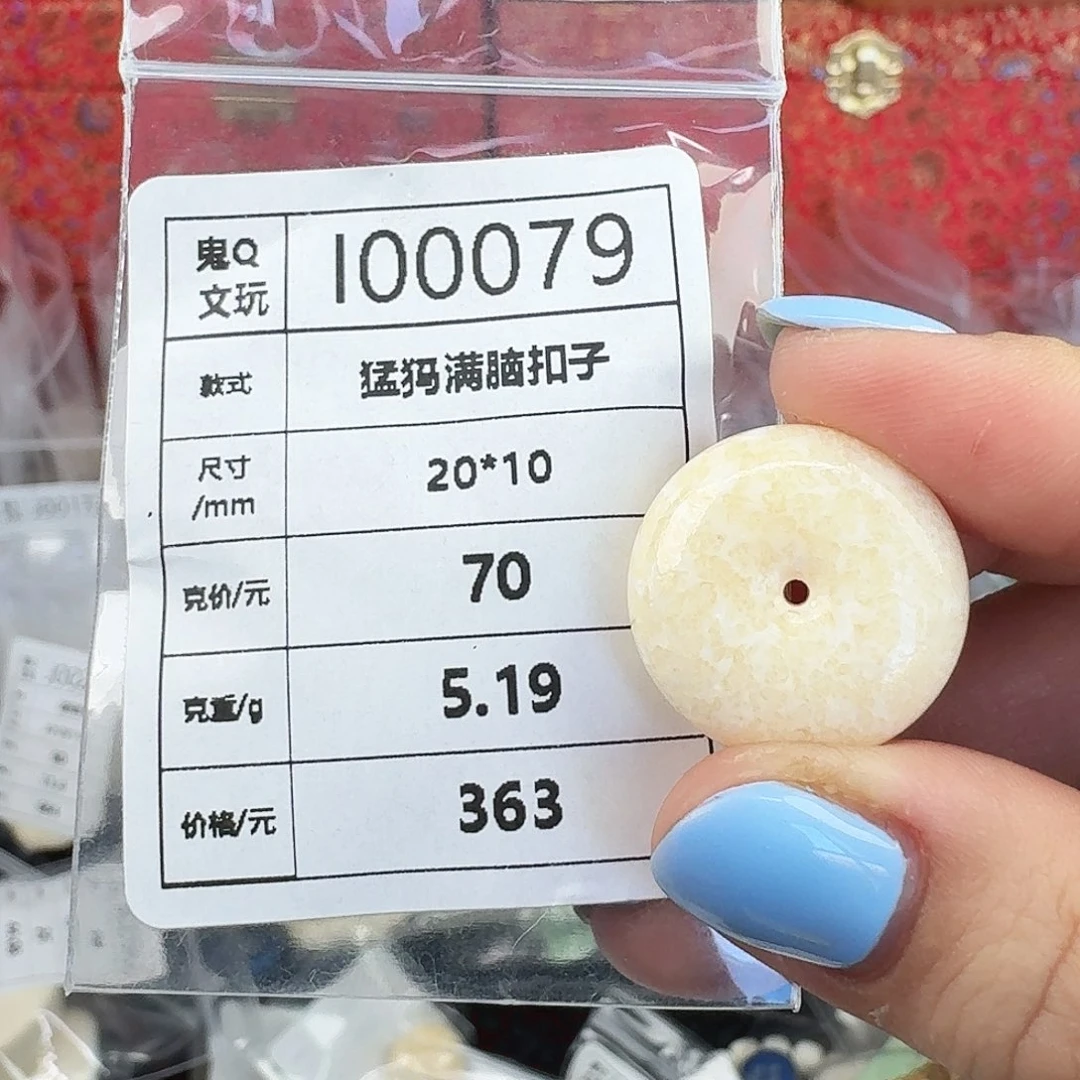 鬼Q
文玩
I00079
款式
猛犸满脑扣子
尺寸
/mm
20*10
克价/元
70
克重/g
5.19
价格/元
363